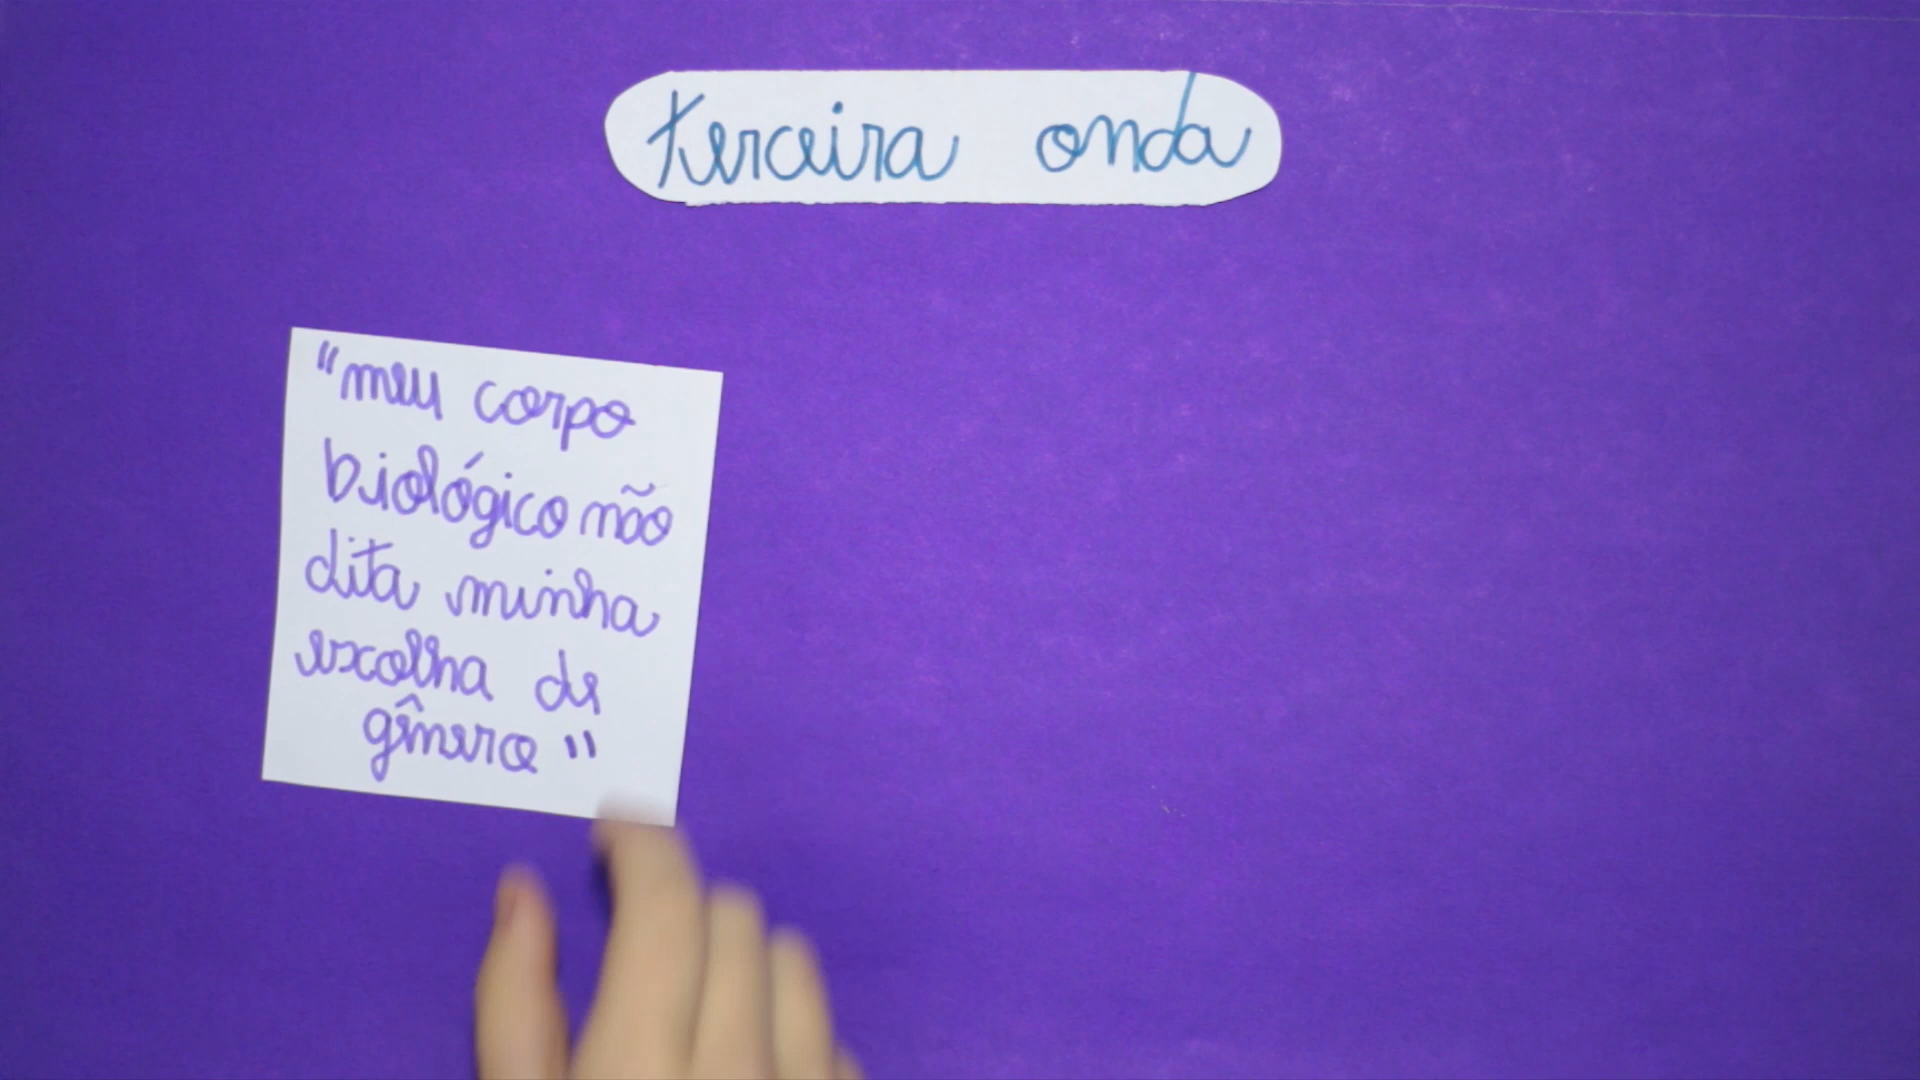 terceira onda
"meu corpo
biológico não
dita minha
escolha de
gênero"